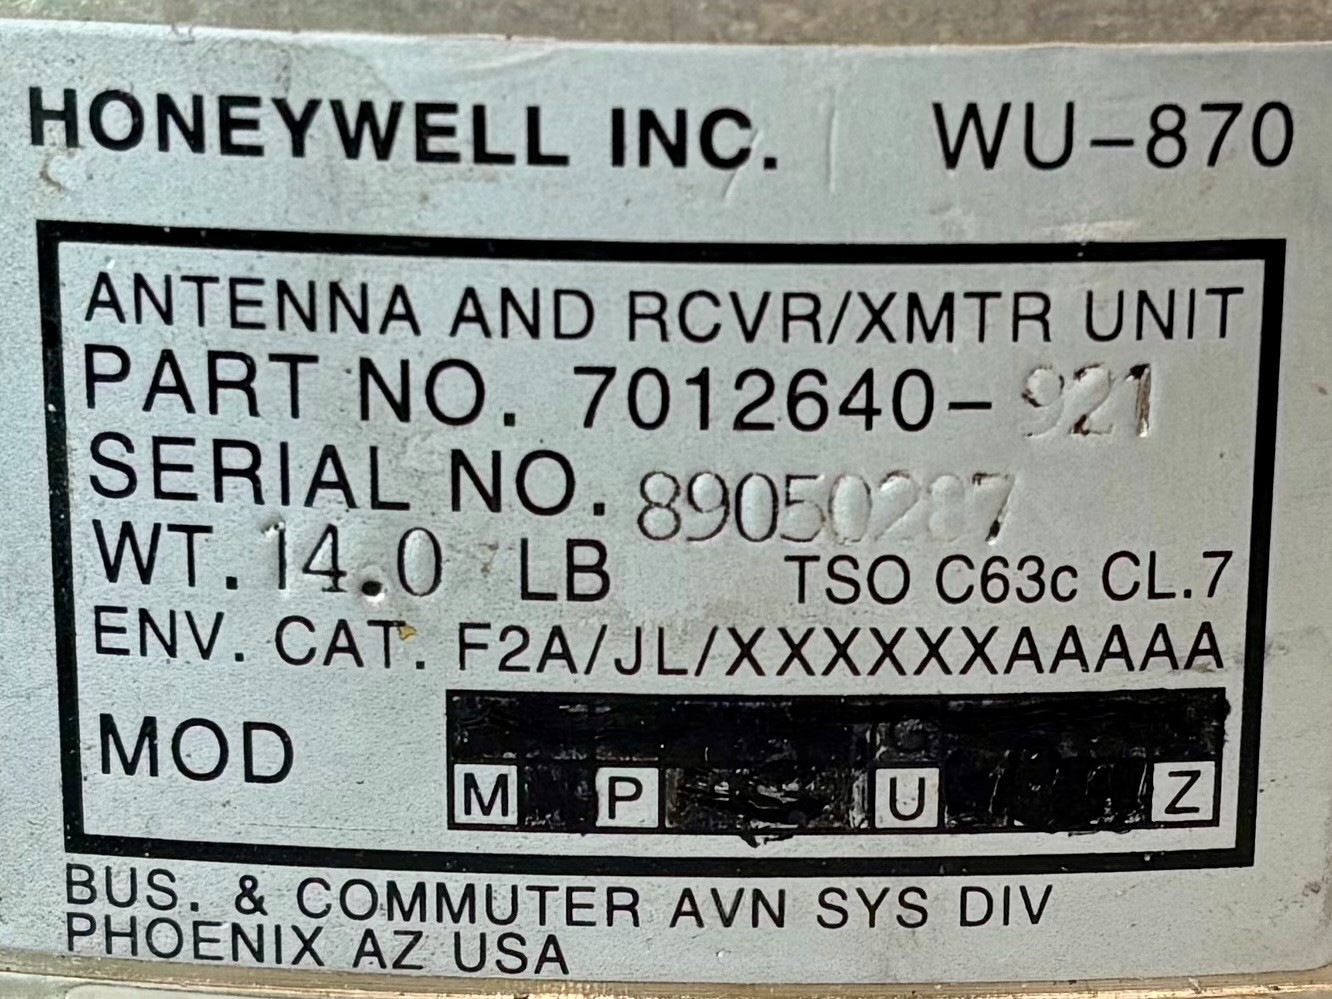 HONEYWELL INC. WU-870
ANTENNA AND RCVR/XMTR UNIT
PART NO. 7012640-921
SERIAL NO. 89050287
WT. 14.0 LB TSO C63c CL.7
ENV. CAT. F2A/JL/XXXXXXAAAAA
MOD M P U Z
BUS. & COMMUTER AVN SYS DIV
PHOENIX AZ USA